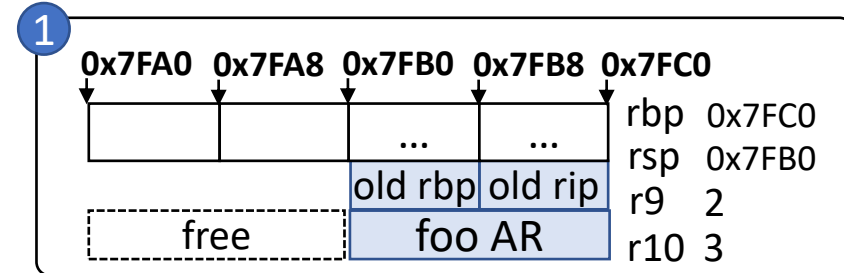 1
0x7FA0 0x7FA8 0x7FB0 0x7FB8 0x7FC0
rbp 0x7FC0
... ...
rsp 0x7FB0
old rbp old rip
r9 2
free foo AR
r10 3